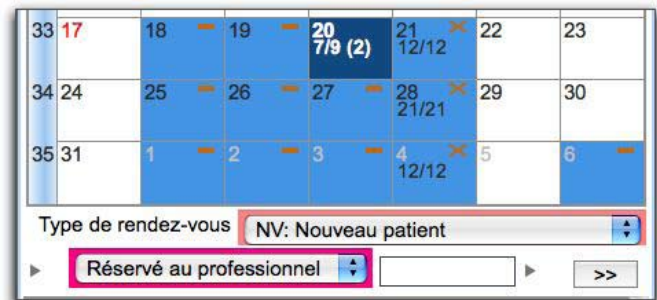 33 17 18 19 20 21 22 23
7/9 (2) 12/12
34 24 25 26 27 28 29 30
21/21
35 31 1 2 3 4 5 6
12/12
Type de rendez-vous NV: Nouveau patient
Réservé au professionnel >>